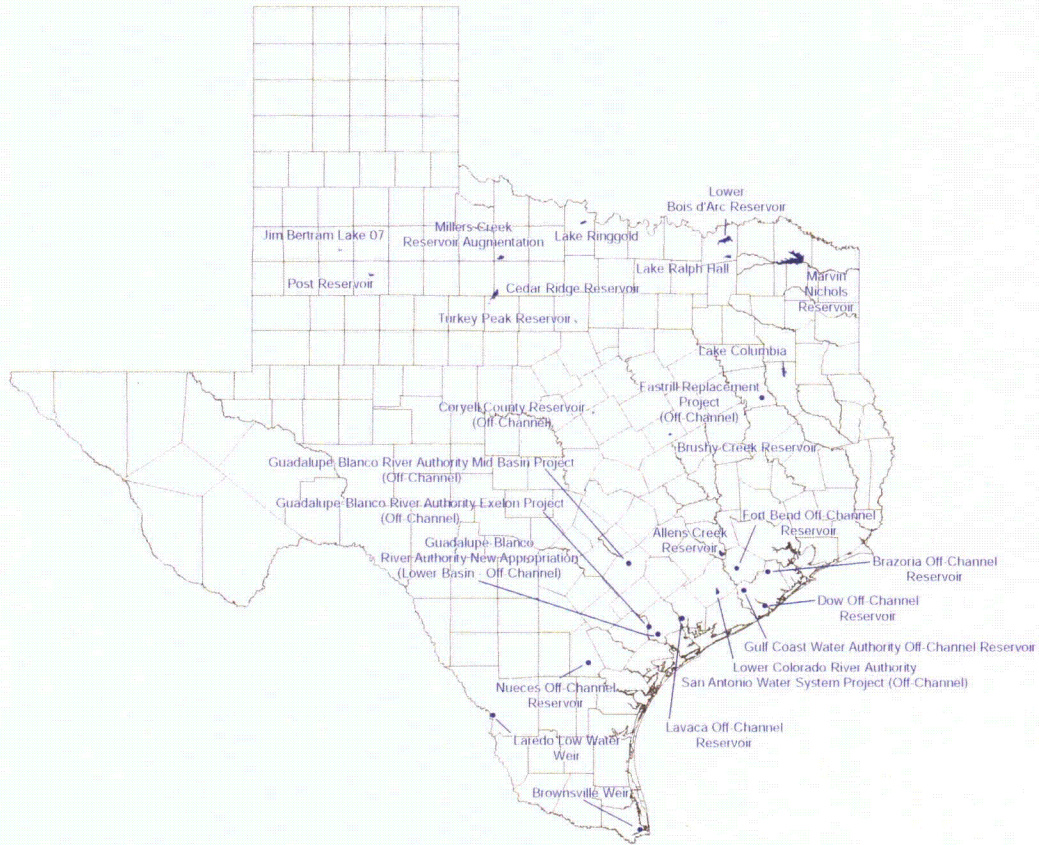 Lower
Bois d'Arc Reservoir
Jim Bertram Lake 07
Millers Creek
Reservoir Augmentation
Lake Ringgold
Lake Ralph Hall
Marvin
Nichols
Reservoir
Post Reservoir
Cedar Ridge Reservoir
Turkey Peak Reservoir
Lake Columbia
Fastrill Replacement
Project
(Off-Channel)
Coryell County Reservoir
(Off-Channel)
Brushy Creek Reservoir
Guadalupe Blanco River Authority Mid Basin Project
(Off-Channel)
Guadalupe-Blanco River Authority Exelon Project
(Off-Channel)
Fort Bend Off-Channel
Reservoir
Allens Creek
Reservoir
Guadalupe-Blanco
River Authority New Appropriation
(Lower Basin - Off Channel)
Brazoria Off-Channel
Reservoir
Dow Off-Channel
Reservoir
Gulf Coast Water Authority Off-Channel Reservoir
Lower Colorado River Authority
San Antonio Water System Project (Off-Channel)
Nueces Off-Channel
Reservoir
Lavaca Off-Channel
Reservoir
Laredo Low Water
Weir
Brownsville Weir